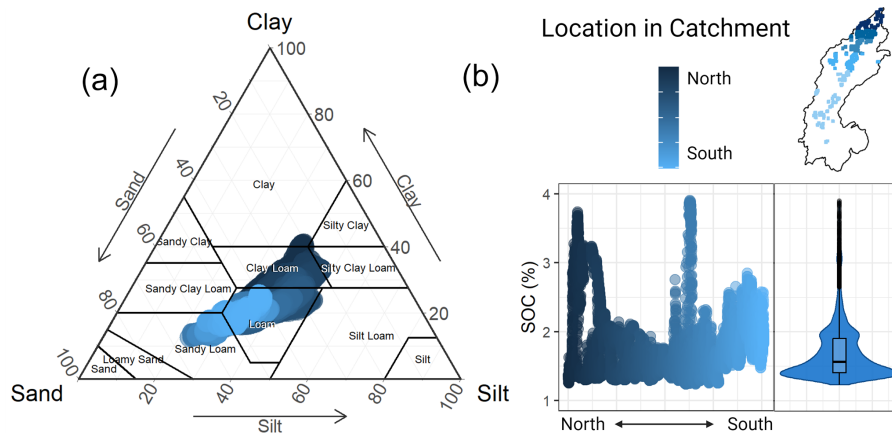 Clay
(a)
100
80
60
40
20
Clay
20
40
60
80
100
Sand
Clay
Silty Clay
Sandy Clay
Clay Loam
Silty Clay Loam
Sandy Clay Loam
Loam
Sandy Loam
Silt Loam
Loamy Sand
Sand
Silt
Sand
Silt
20
40
60
80
100
Silt
Location in Catchment
(b)
North
South
SOC (%)
4
3
2
1
North
South